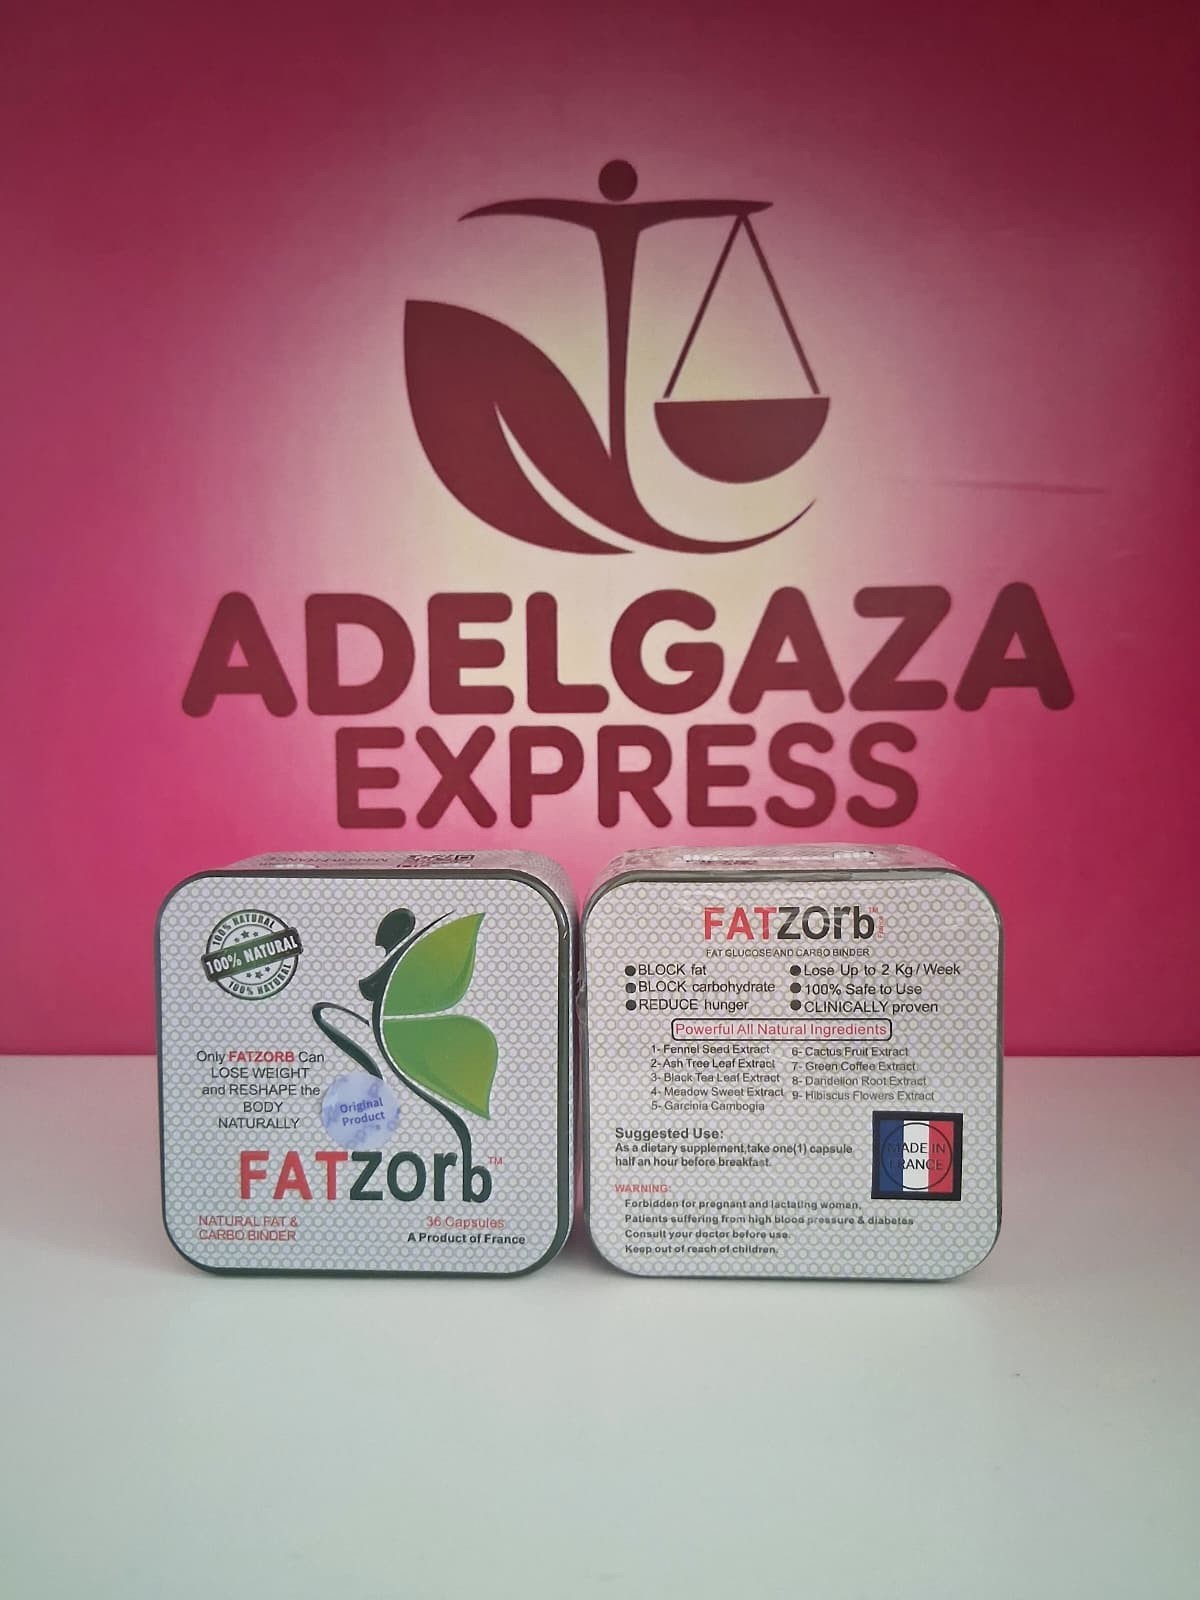 ADELGAZA
EXPRESS
100% NATURAL
100% NATURAL
100% NATURAL
Only FATZORB Can
LOSE WEIGHT
and RESHAPE the
BODY
NATURALLY
Original
Product
FATZOrb™
NATURAL FAT &
CARBO BINDER
36 Capsules
A Product of France
FATZOrb™
FAT GLUCOSE AND CARBO BINDER
●BLOCK fat
●BLOCK carbohydrate
●REDUCE hunger
●Lose Up to 2 Kg/Week
●100% Safe to Use
●CLINICALLY proven
Powerful All Natural Ingredients
1- Fennel Seed Extract
2- Ash Tree Leaf Extract
3- Black Tea Leaf Extract
4- Meadow Sweet Extract
5- Garcinia Cambogia
6- Cactus Fruit Extract
7- Green Coffee Extract
8- Dandelion Root Extract
9- Hibiscus Flowers Extract
Suggested Use:
As a dietary supplement,take one(1) capsule
half an hour before breakfast.
MADE IN
FRANCE
WARNING:
Forbidden for pregnant and lactating women,
Patients suffering from high blood pressure & diabetes
Consult your doctor before use.
Keep out of reach of children.